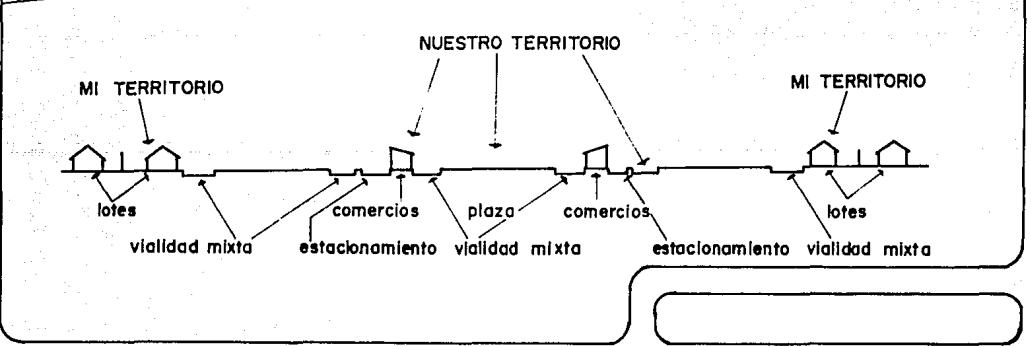 NUESTRO TERRITORIO
MI TERRITORIO
MI TERRITORIO
lotes
comercios
plaza
comercios
lotes
vialidad mixta
estacionamiento
vialidad mixta
estacionamiento
vialidad mixta